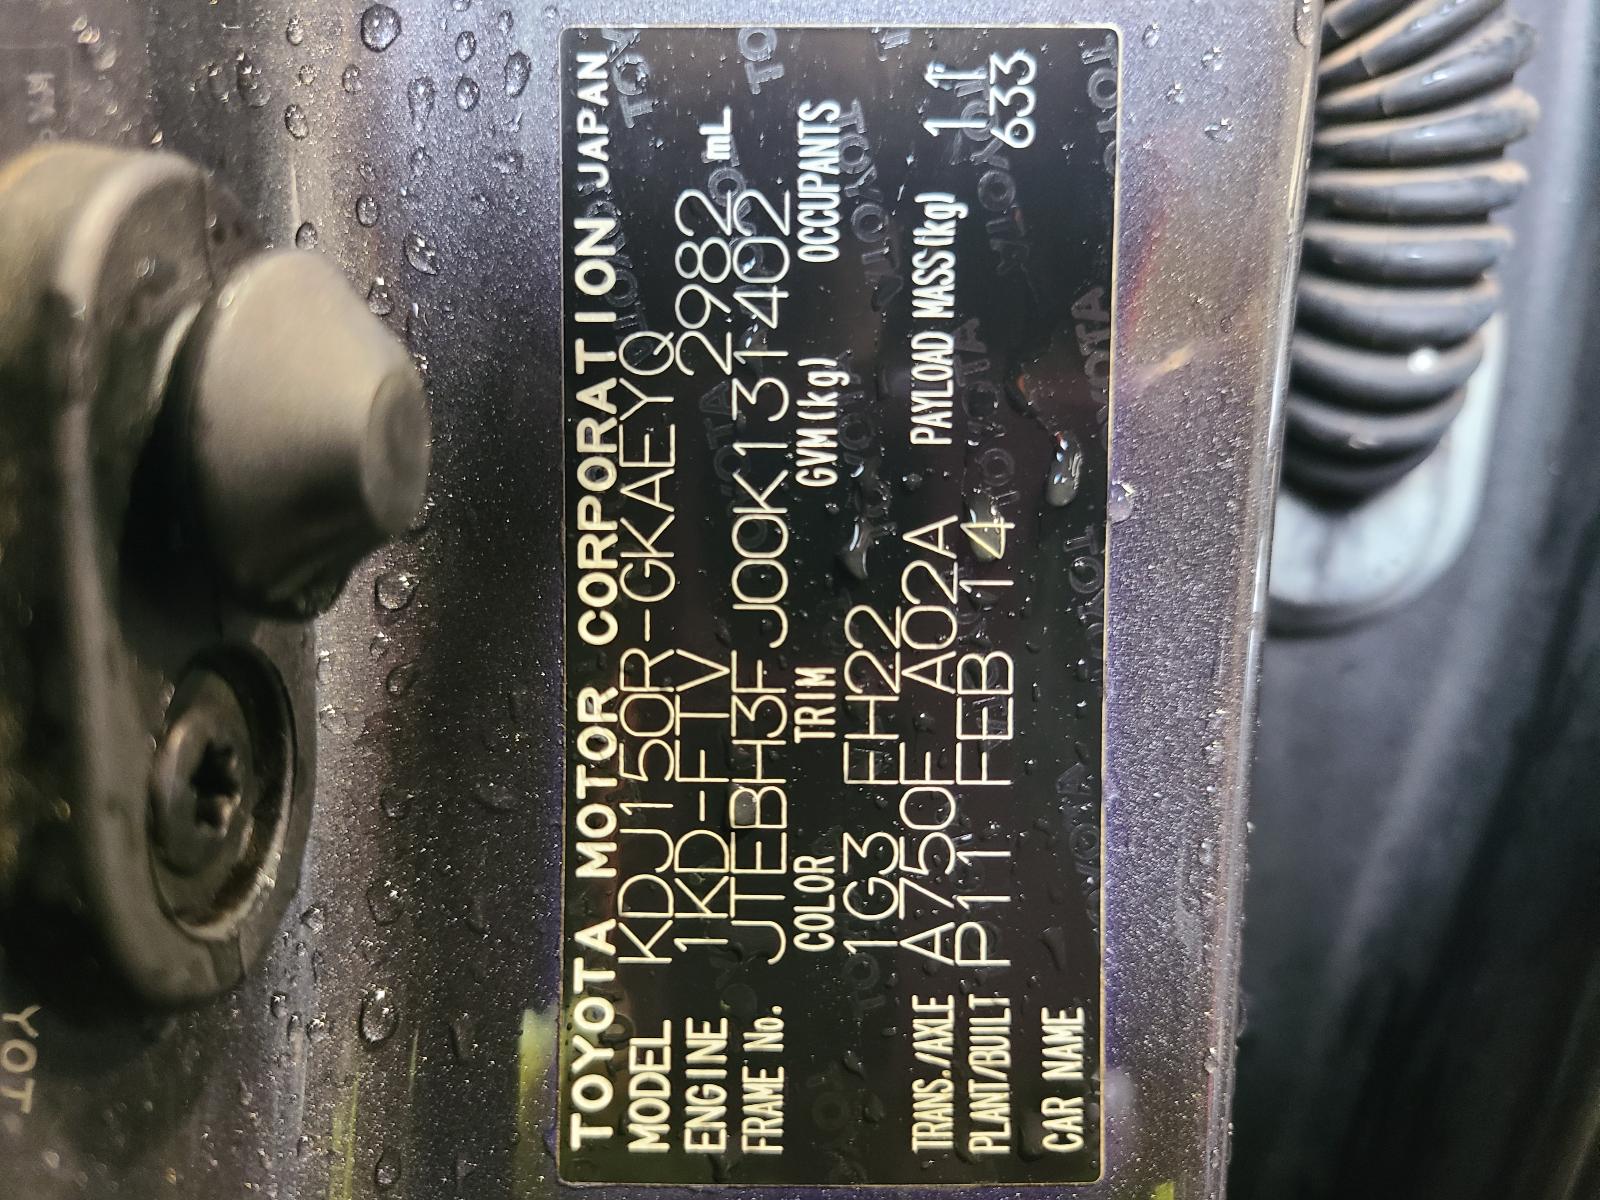 TOYOTA MOTOR CORPORATION JAPAN
MODEL KDJ150R-GKAEYQ
ENGINE 1KD-FTV 2982 mL
FRAME No. JTEBH3FJ00K131402
COLOR TRIM GVM(kg) OCCUPANTS
1G3 FH22
TRANS./AXLE A750F A02A PAYLOAD MASS(kg)
PLANT/BUILT P11 FEB 14 633
CAR NAME